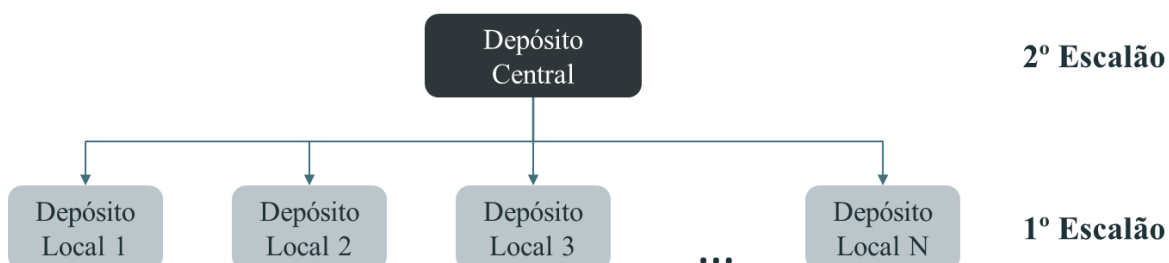 Depósito
Central
2º Escalão
Depósito
Local 1
Depósito
Local 2
Depósito
Local 3
...
Depósito
Local N
1º Escalão